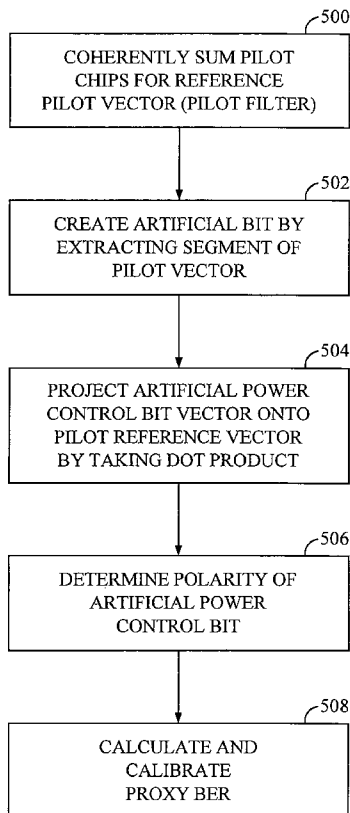 500
COHERENTLY SUM PILOT
CHIPS FOR REFERENCE
PILOT VECTOR (PILOT FILTER)
502
CREATE ARTIFICIAL BIT BY
EXTRACTING SEGMENT OF
PILOT VECTOR
504
PROJECT ARTIFICIAL POWER
CONTROL BIT VECTOR ONTO
PILOT REFERENCE VECTOR
BY TAKING DOT PRODUCT
506
DETERMINE POLARITY OF
ARTIFICIAL POWER
CONTROL BIT
508
CALCULATE AND
CALIBRATE
PROXY BER